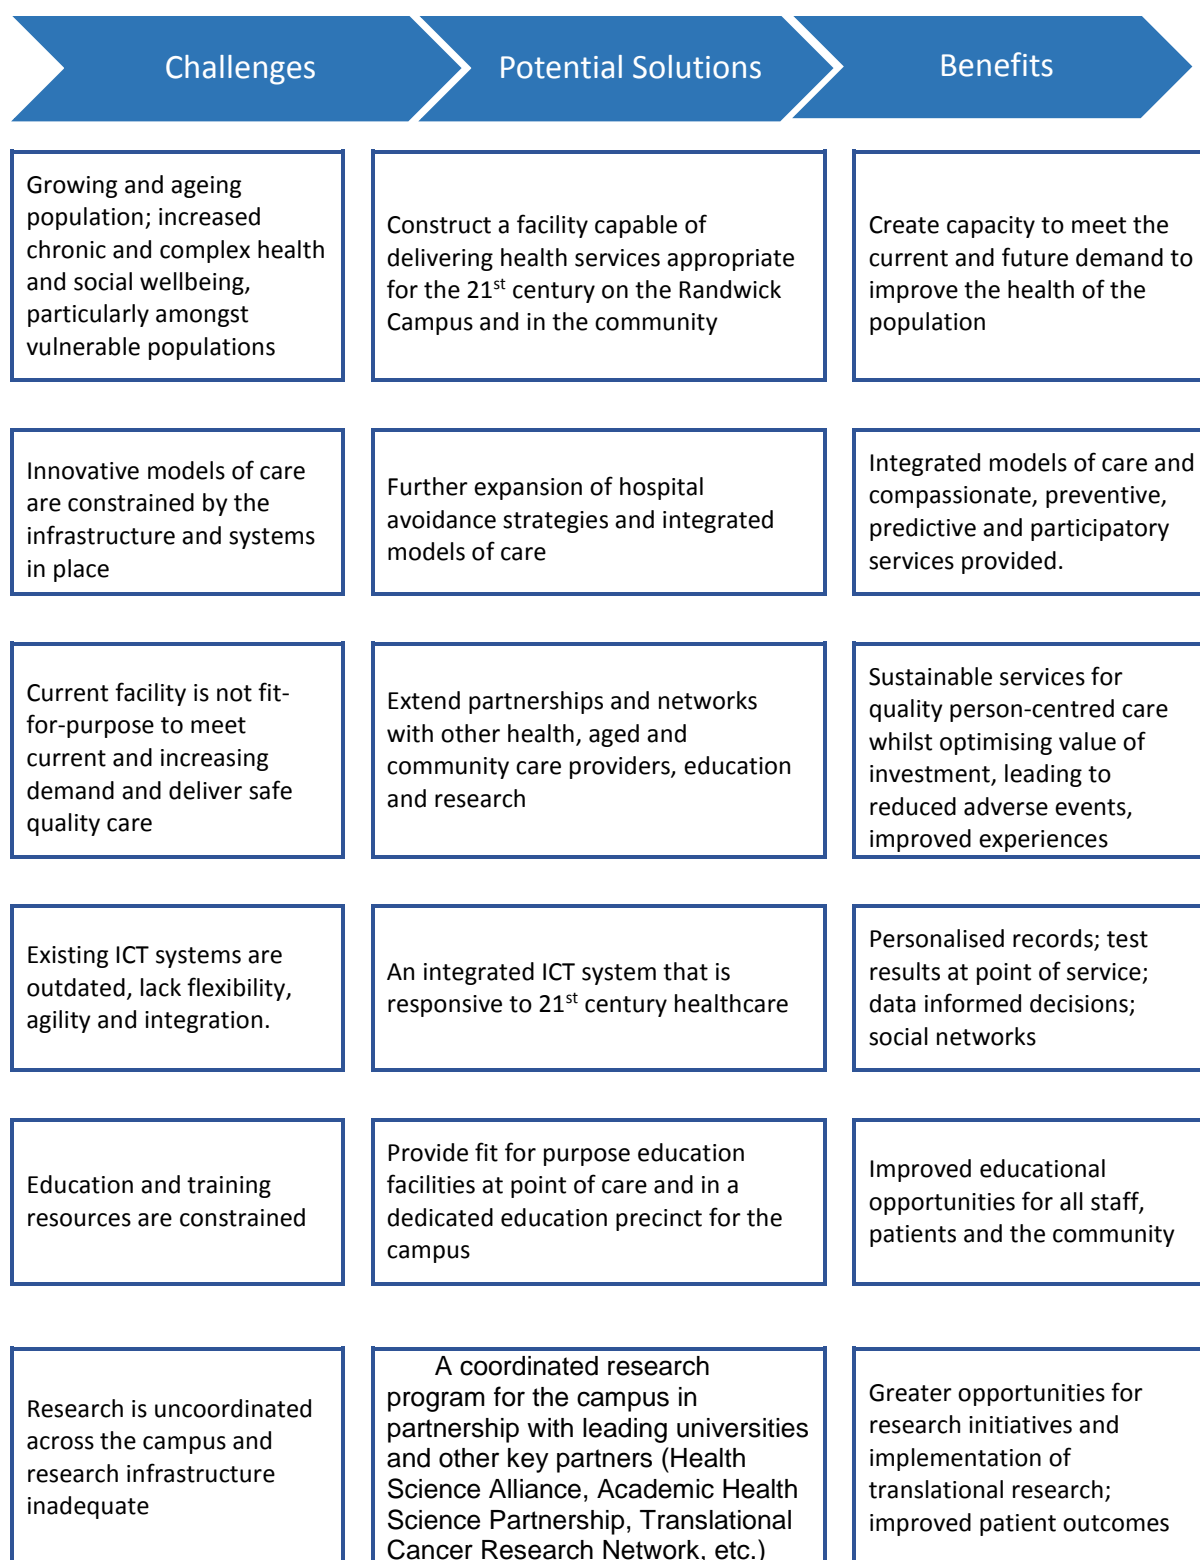 Challenges
Potential Solutions
Benefits
Growing and ageing
population; increased
chronic and complex health
and social wellbeing,
particularly amongst
vulnerable populations
Construct a facility capable of
delivering health services appropriate
for the 21st century on the Randwick
Campus and in the community
Create capacity to meet the
current and future demand to
improve the health of the
population
Innovative models of care
are constrained by the
infrastructure and systems
in place
Further expansion of hospital
avoidance strategies and integrated
models of care
Integrated models of care and
compassionate, preventive,
predictive and participatory
services provided.
Current facility is not fit-
for-purpose to meet
current and increasing
demand and deliver safe
quality care
Extend partnerships and networks
with other health, aged and
community care providers, education
and research
Sustainable services for
quality person-centred care
whilst optimising value of
investment, leading to
reduced adverse events,
improved experiences
Existing ICT systems are
outdated, lack flexibility,
agility and integration.
An integrated ICT system that is
responsive to 21st century healthcare
Personalised records; test
results at point of service;
data informed decisions;
social networks
Education and training
resources are constrained
Provide fit for purpose education
facilities at point of care and in a
dedicated education precinct for the
campus
Improved educational
opportunities for all staff,
patients and the community
Research is uncoordinated
across the campus and
research infrastructure
inadequate
A coordinated research
program for the campus in
partnership with leading universities
and other key partners (Health
Science Alliance, Academic Health
Science Partnership, Translational
Cancer Research Network, etc.)
Greater opportunities for
research initiatives and
implementation of
translational research;
improved patient outcomes